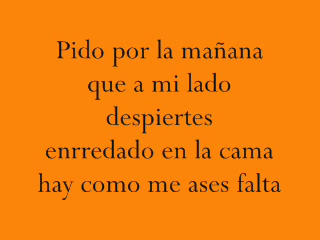 Pido por la mañana
que a mi lado
despiertes
enrredado en la cama
hay como me ases falta